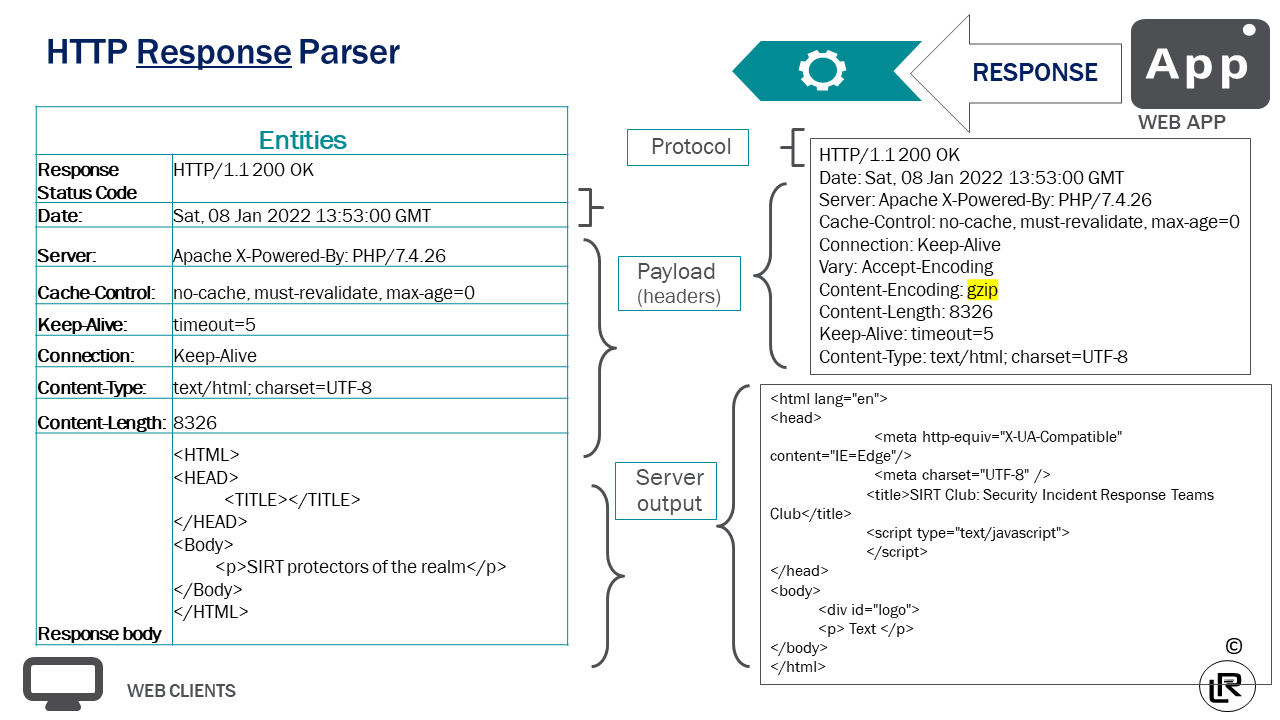 HTTP Response Parser
RESPONSE
App
WEB APP
Entities
Response
Status Code
HTTP/1.1 200 OK
Date:
Sat, 08 Jan 2022 13:53:00 GMT
Server:
Apache X-Powered-By: PHP/7.4.26
Cache-Control:
no-cache, must-revalidate, max-age=0
Keep-Alive:
timeout=5
Connection:
Keep-Alive
Content-Type:
text/html; charset=UTF-8
Content-Length:
8326
<HTML>
<HEAD>
<TITLE></TITLE>
</HEAD>
<Body>
<p>SIRT protectors of the realm</p>
</Body>
</HTML>
Response body
WEB CLIENTS
Protocol
Payload
(headers)
Server
output
HTTP/1.1 200 OK
Date: Sat, 08 Jan 2022 13:53:00 GMT
Server: Apache X-Powered-By: PHP/7.4.26
Cache-Control: no-cache, must-revalidate, max-age=0
Connection: Keep-Alive
Vary: Accept-Encoding
Content-Encoding: gzip
Content-Length: 8326
Keep-Alive: timeout=5
Content-Type: text/html; charset=UTF-8
<html lang="en">
<head>
<meta http-equiv="X-UA-Compatible"
content="IE=Edge"/>
<meta charset="UTF-8" />
<title>SIRT Club: Security Incident Response Teams
Club</title>
<script type="text/javascript">
</script>
</head>
<body>
<div id="logo">
<p> Text </p>
</body>
</html>
©
LR